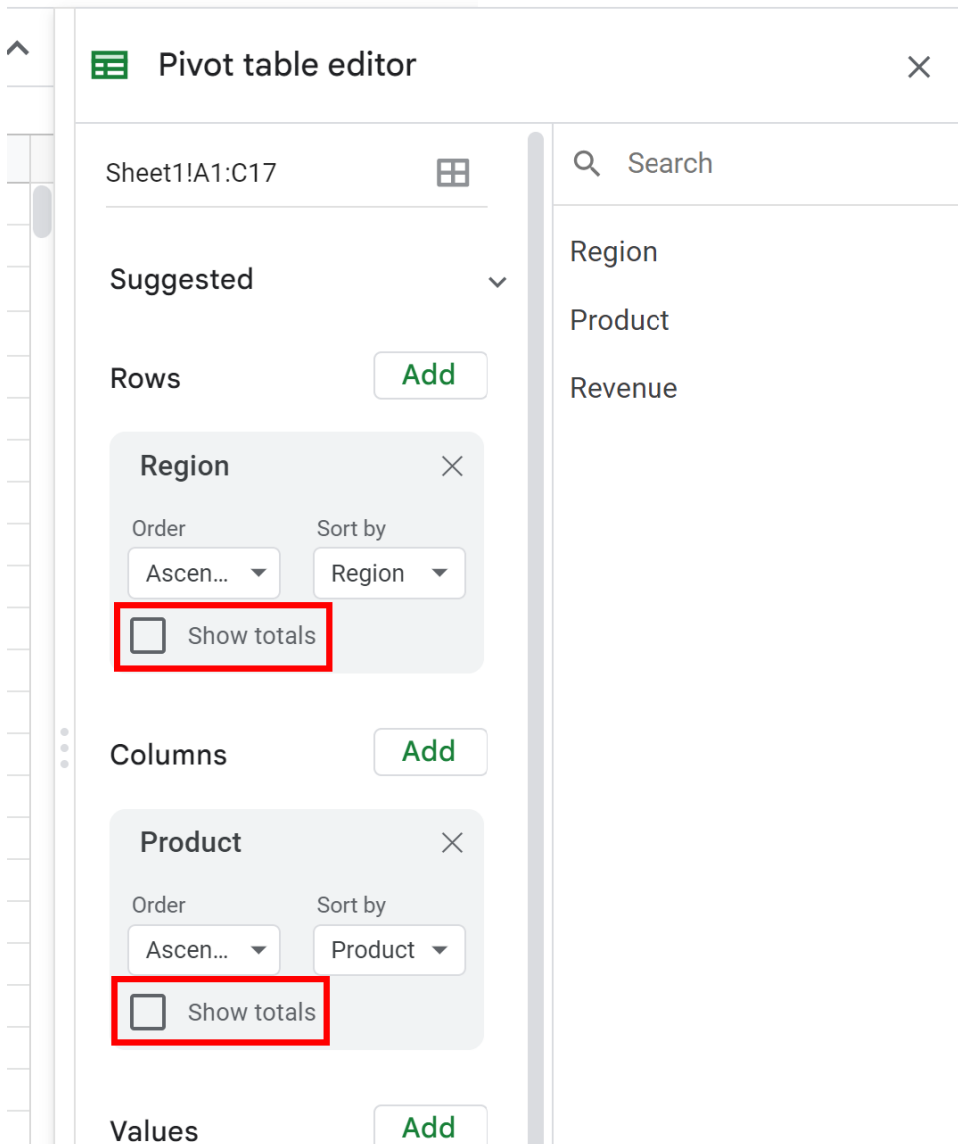 Pivot table editor
Sheet1!A1:C17
Suggested
Rows
Add
Region
Order
Sort by
Ascen...
Region
Show totals
Columns
Add
Product
Order
Sort by
Ascen...
Product
Show totals
Values
Add
Search
Region
Product
Revenue